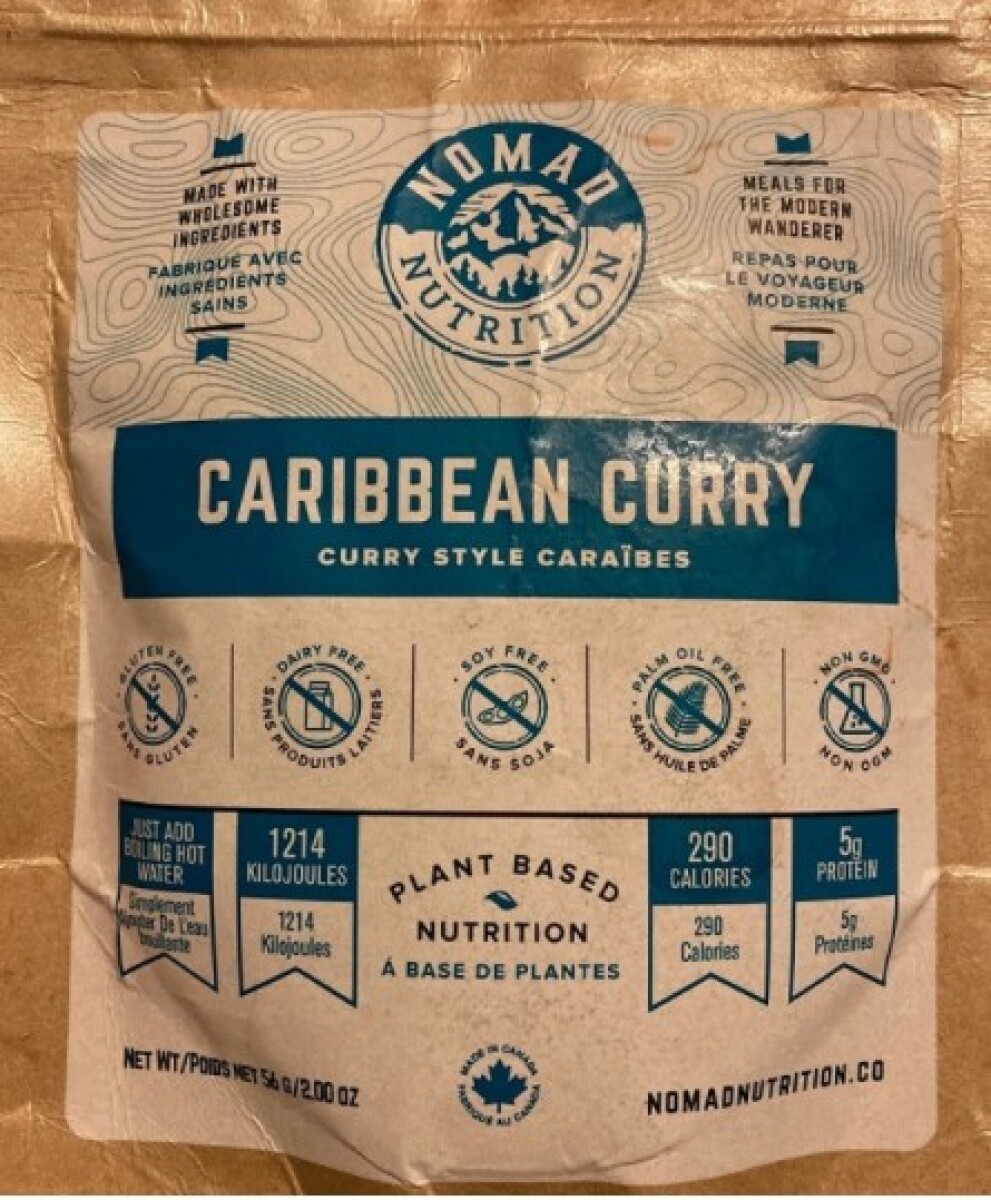 MADE WITH
WHOLESOME
INGREDIENTS
FABRIQUÉ AVEC
INGRÉDIENTS
SAINS
NOMAD
NUTRITION
MEALS FOR
THE MODERN
WANDERER
REPAS POUR
LE VOYAGEUR
MODERNE
CARIBBEAN CURRY
CURRY STYLE CARAÏBES
GLUTEN FREE
SANS GLUTEN
DAIRY FREE
SANS PRODUITS LAITIERS
SOY FREE
SANS SOJA
PALM OIL FREE
SANS HUILE DE PALME
NON GMO
NON OGM
JUST ADD
BOILING HOT
WATER
Simplement
Ajouter De L'eau
bouillante
1214
KILOJOULES
1214
Kilojoules
PLANT BASED
NUTRITION
Á BASE DE PLANTES
290
CALORIES
290
Calories
5g
PROTEIN
5g
Protéines
NET WT/POIDS NET 56 G/2.00 OZ
MADE IN CANADA
FABRIQUÉ AU CANADA
NOMADNUTRITION.CO